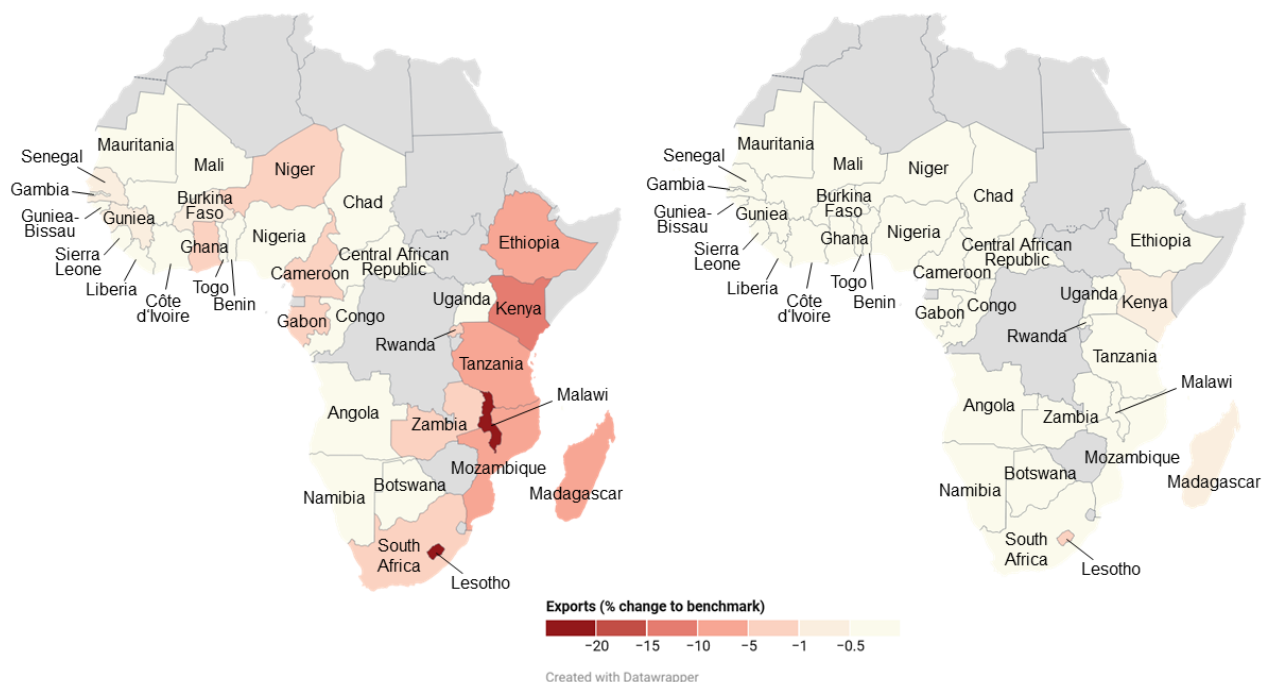 Mauritania
Senegal
Mali
Niger
Gambia
Chad
Guniea-
Bissau
Guniea
Burkina
Faso
Nigeria
Ghana
Ethiopia
Sierra
Leone
Central African
Republic
Cameroon
Liberia
Togo
Benin
Côte
d'Ivoire
Uganda
Kenya
Gabon
Congo
Rwanda
Tanzania
Malawi
Angola
Zambia
Mozambique
Botswana
Namibia
Madagascar
South
Africa
Lesotho
Mauritania
Senegal
Mali
Niger
Gambia
Chad
Guniea-
Bissau
Guniea
Burkina
Faso
Nigeria
Ghana
Ethiopia
Sierra
Leone
Central African
Republic
Cameroon
Liberia
Togo
Benin
Côte
d'Ivoire
Uganda
Kenya
Gabon
Congo
Rwanda
Tanzania
Malawi
Angola
Zambia
Mozambique
Botswana
Namibia
Madagascar
South
Africa
Lesotho
Exports (% change to benchmark)
−20 −15 −10 −5 −1 −0.5
Created with Datawrapper